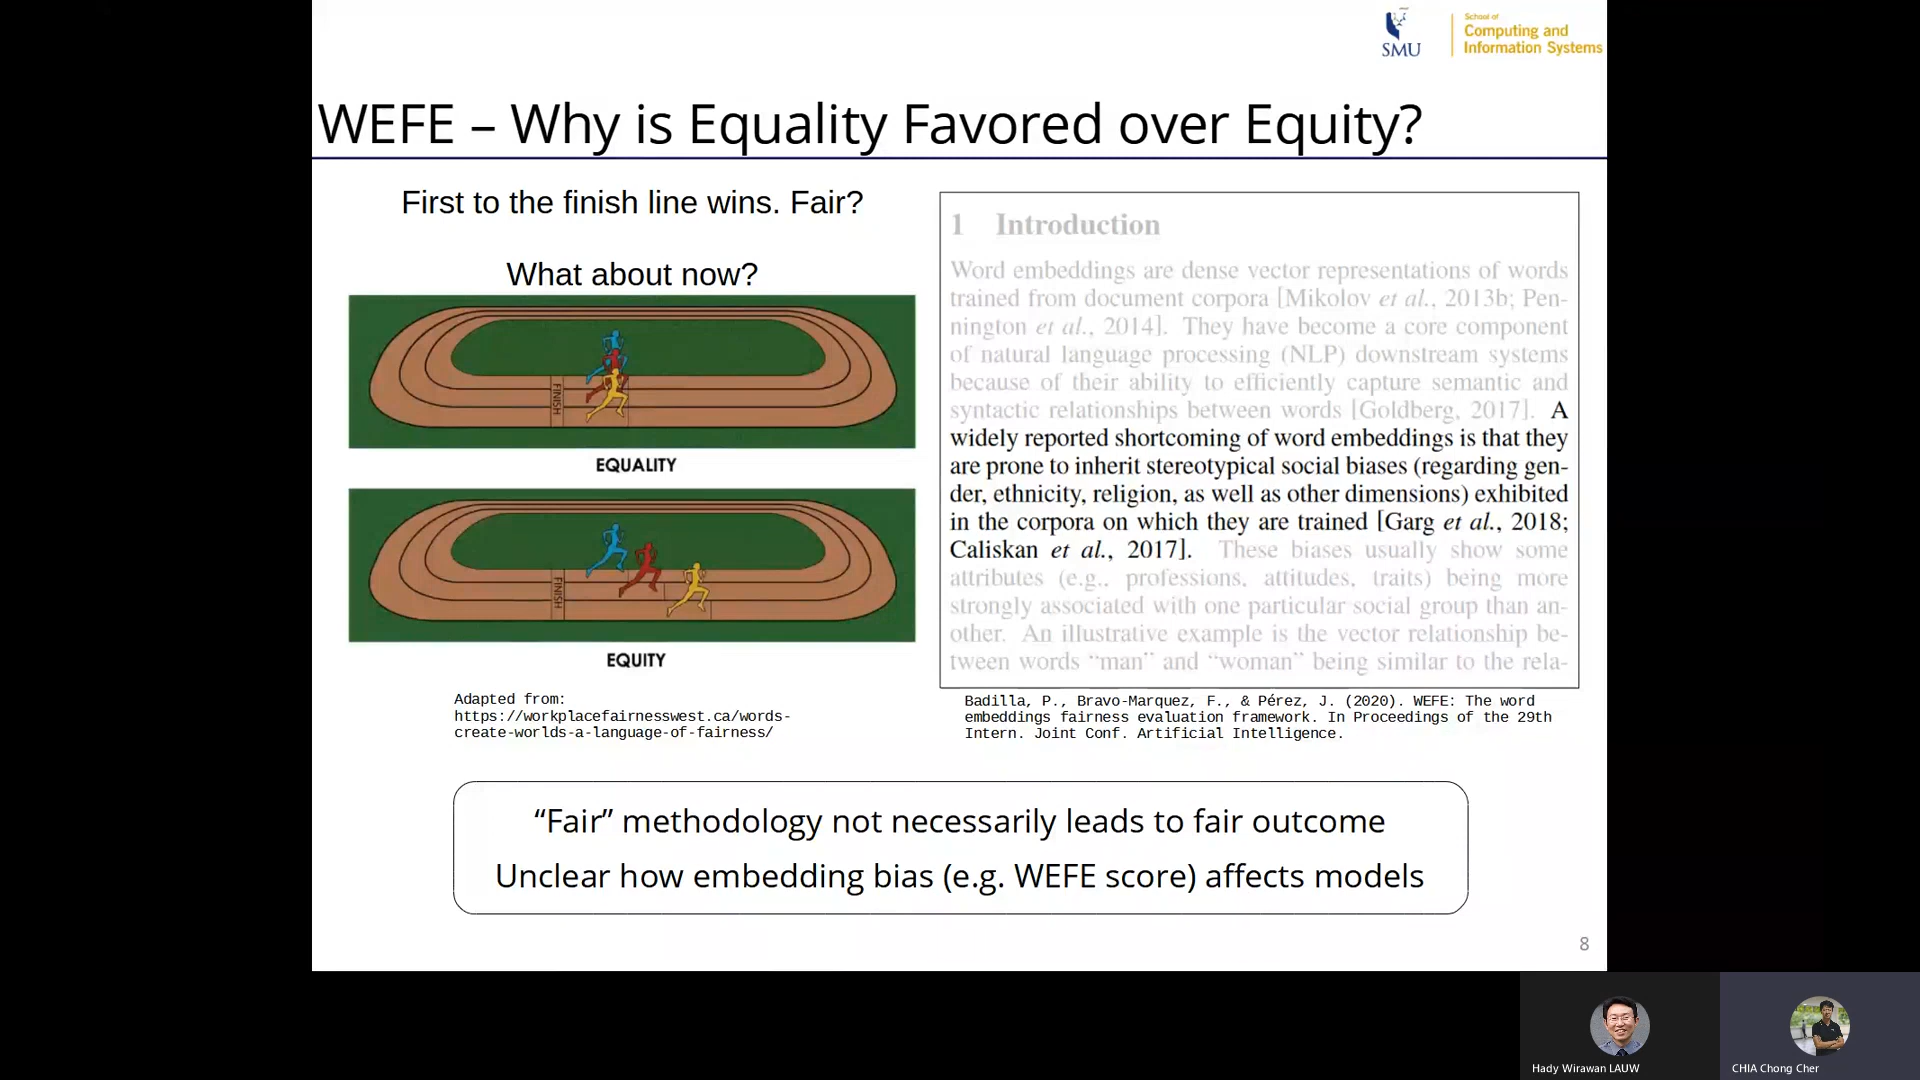 SMU
School of
Computing and
Information Systems
WEFE – Why is Equality Favored over Equity?
First to the finish line wins. Fair?
What about now?
FINISH
EQUALITY
FINISH
EQUITY
Adapted from:
https://workplacefairnesswest.ca/words-
create-worlds-a-language-of-fairness/
1 Introduction
Word embeddings are dense vector representations of words
trained from document corpora [Mikolov et al., 2013b; Pen-
nington et al., 2014]. They have become a core component
of natural language processing (NLP) downstream systems
because of their ability to efficiently capture semantic and
syntactic relationships between words [Goldberg, 2017]. A
widely reported shortcoming of word embeddings is that they
are prone to inherit stereotypical social biases (regarding gen-
der, ethnicity, religion, as well as other dimensions) exhibited
in the corpora on which they are trained [Garg et al., 2018;
Caliskan et al., 2017]. These biases usually show some
attributes (e.g., professions, attitudes, traits) being more
strongly associated with one particular social group than an-
other. An illustrative example is the vector relationship be-
tween words “man” and “woman” being similar to the rela-
Badilla, P., Bravo-Marquez, F., & Pérez, J. (2020). WEFE: The word
embeddings fairness evaluation framework. In Proceedings of the 29th
Intern. Joint Conf. Artificial Intelligence.
“Fair” methodology not necessarily leads to fair outcome
Unclear how embedding bias (e.g. WEFE score) affects models
8
Hady Wirawan LAUW
CHIA Chong Cher